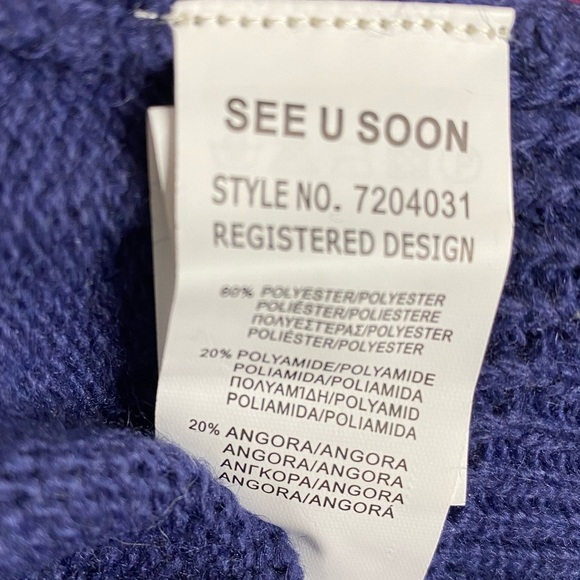 SEE U SOON
STYLE NO. 7204031
REGISTERED DESIGN
60% POLYESTER/POLYESTER
POLIÉSTER/POLIESTERE
ΠΟΛΥΕΣΤΕΡΑΣ/POLYESTER
POLIÉSTER/POLYESTER
20% POLYAMIDE/POLYAMIDE
POLIAMIDA/POLIAMIDA
ΠΟΛΥΑΜΊΔΗ/POLYAMID
POLIAMIDA/POLIAMIDA
20% ANGORA/ANGORA
ANGORA/ANGORA
ΑΝΓΚΟΡΑ/ANGORA
ANGORA/ANGORÁ